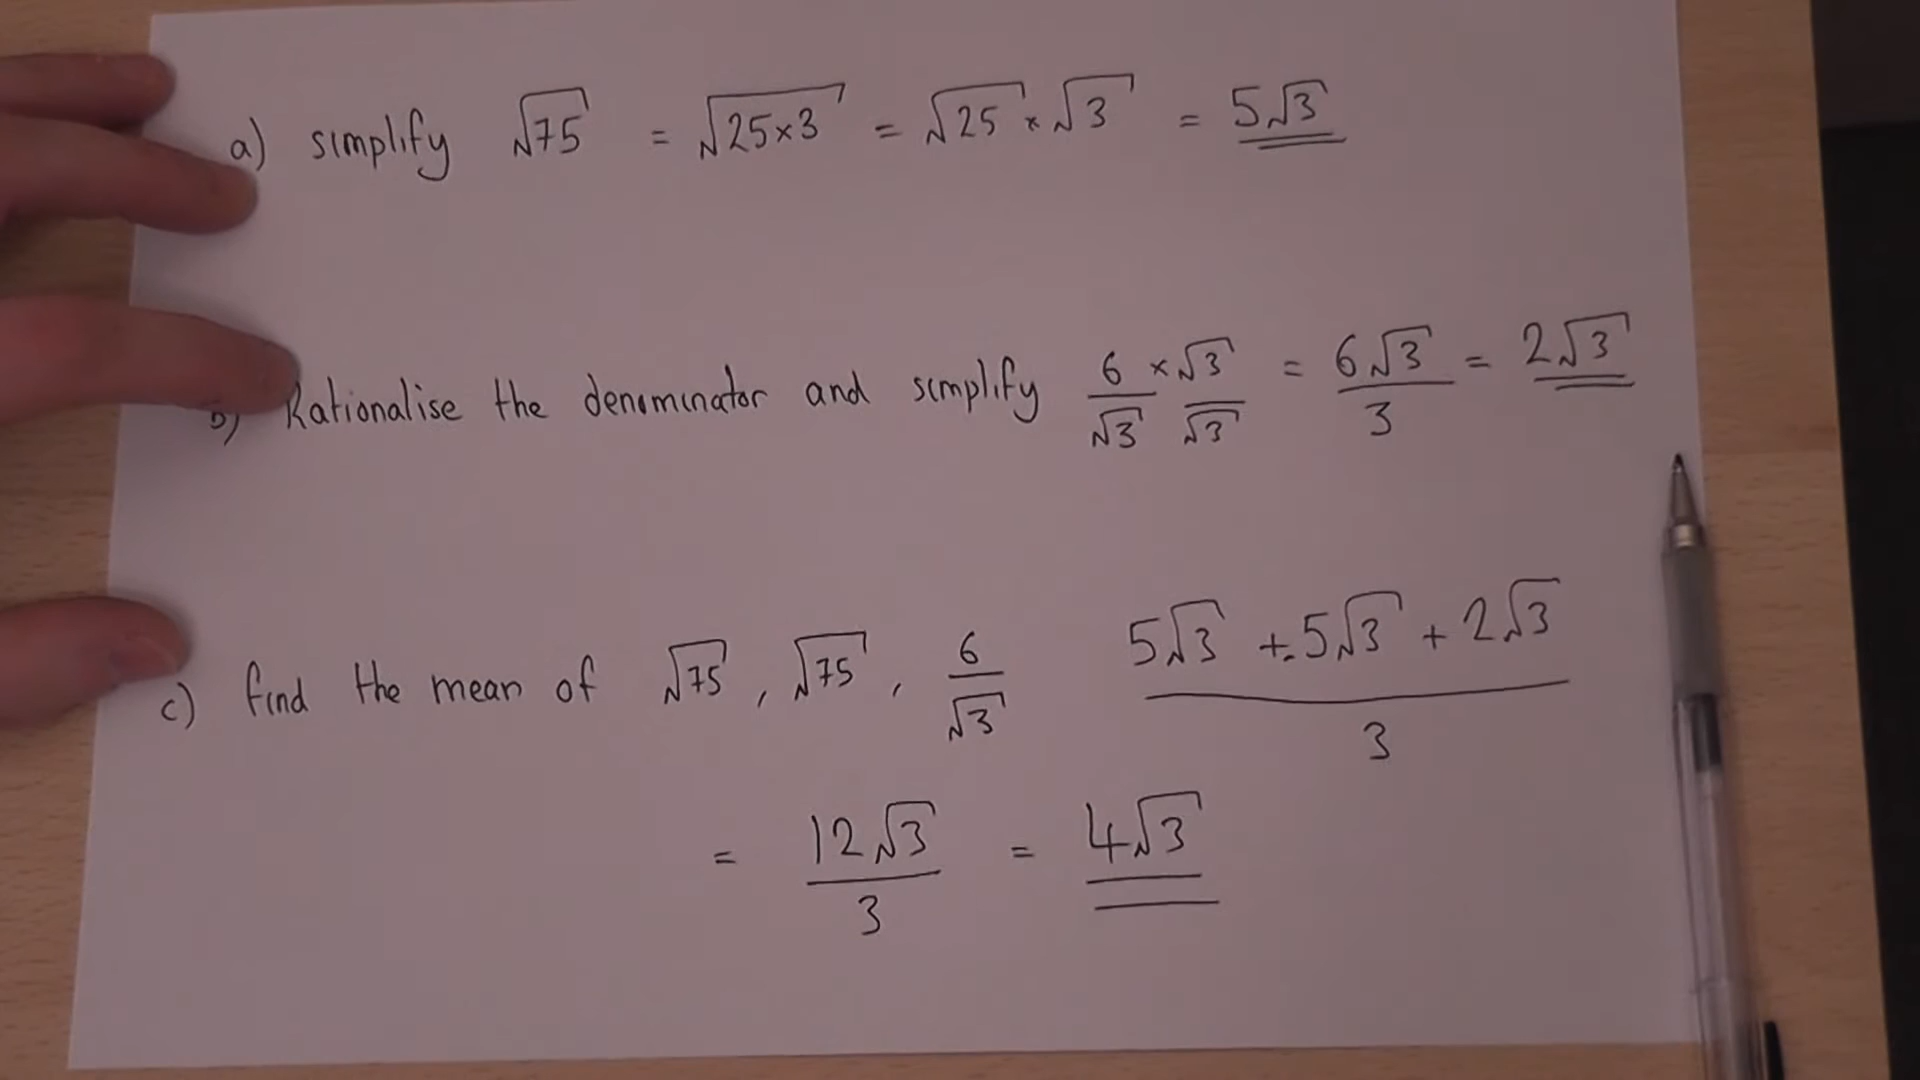 a) simplify √75 = √25×3 = √25 × √3 = 5√3
b) Rationalise the denominator and simplify 6/√3 × √3/√3 = 6√3/3 = 2√3
c) find the mean of √75, √75, 6/√3 (5√3 + 5√3 + 2√3)/3
= 12√3/3 = 4√3